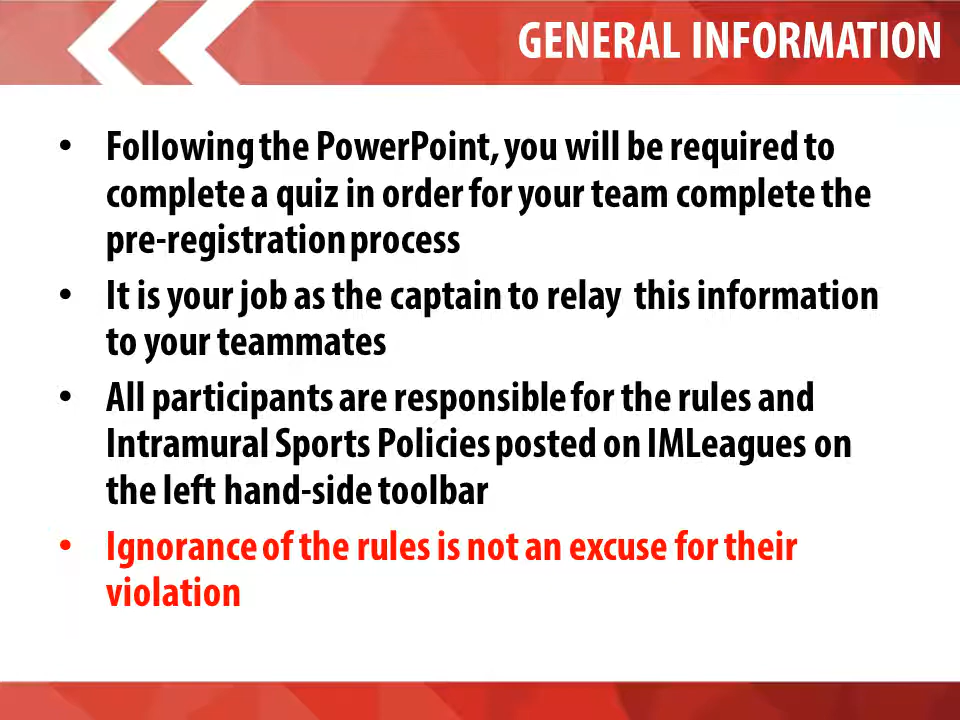 GENERAL INFORMATION
• Following the PowerPoint, you will be required to
complete a quiz in order for your team complete the
pre-registration process
• It is your job as the captain to relay this information
to your teammates
• All participants are responsible for the rules and
Intramural Sports Policies posted on IMLeagues on
the left hand-side toolbar
• Ignorance of the rules is not an excuse for their
violation